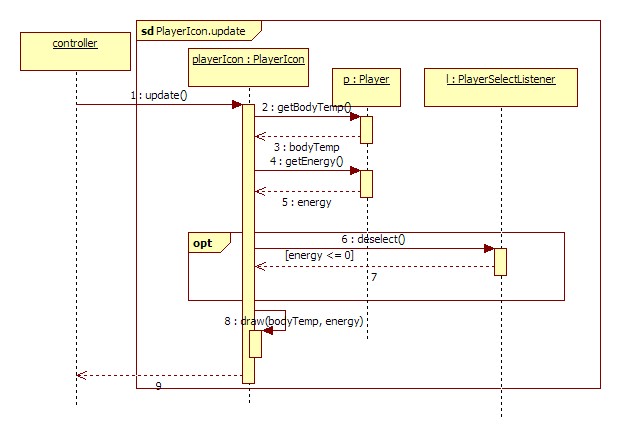 sd PlayerIcon.update
controller
playerIcon : PlayerIcon
p : Player
l : PlayerSelectListener
1 : update()
2 : getBodyTemp()
3 : bodyTemp
4 : getEnergy()
5 : energy
opt
6 : deselect()
[energy <= 0]
7
8 : draw(bodyTemp, energy)
9